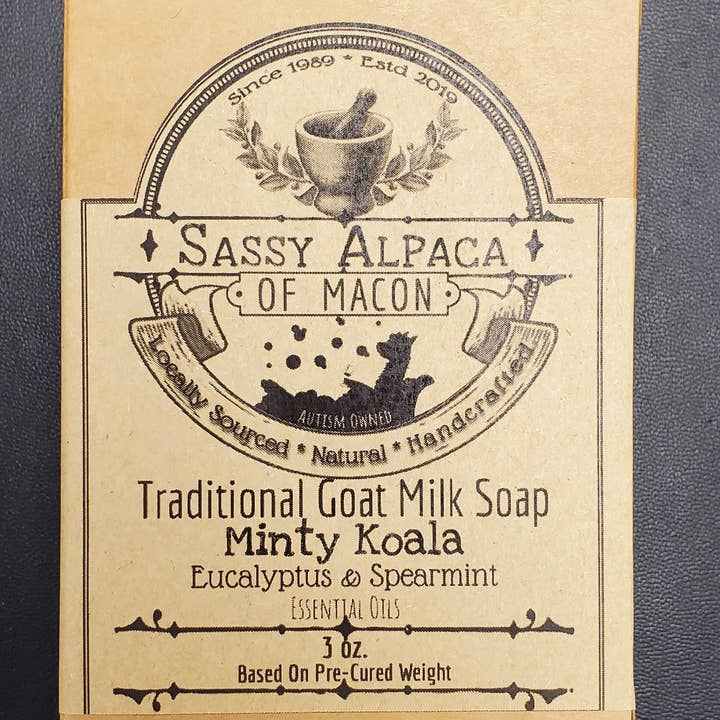 Since 1989 * Estd 2019
SASSY ALPACA
OF MACON
AUTISM OWNED
Locally Sourced * Natural * Handcrafted
Traditional Goat Milk Soap
Minty Koala
Eucalyptus & Spearmint
ESSENTIAL OILS
3 oz.
Based On Pre-Cured Weight